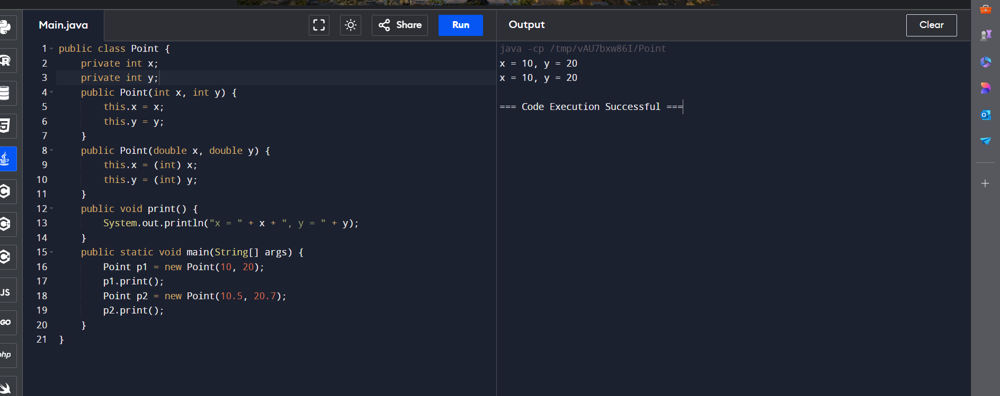 Main.java
Share
Run
Output
Clear
1 public class Point {
2     private int x;
3     private int y;
4     public Point(int x, int y) {
5         this.x = x;
6         this.y = y;
7     }
8     public Point(double x, double y) {
9         this.x = (int) x;
10         this.y = (int) y;
11     }
12     public void print() {
13         System.out.println("x = " + x + ", y = " + y);
14     }
15     public static void main(String[] args) {
16         Point p1 = new Point(10, 20);
17         p1.print();
18         Point p2 = new Point(10.5, 20.7);
19         p2.print();
20     }
21 }
java -cp /tmp/vAU7bxw86I/Point
x = 10, y = 20
x = 10, y = 20
=== Code Execution Successful ===
R
5
C
C
C#
JS
GO
php